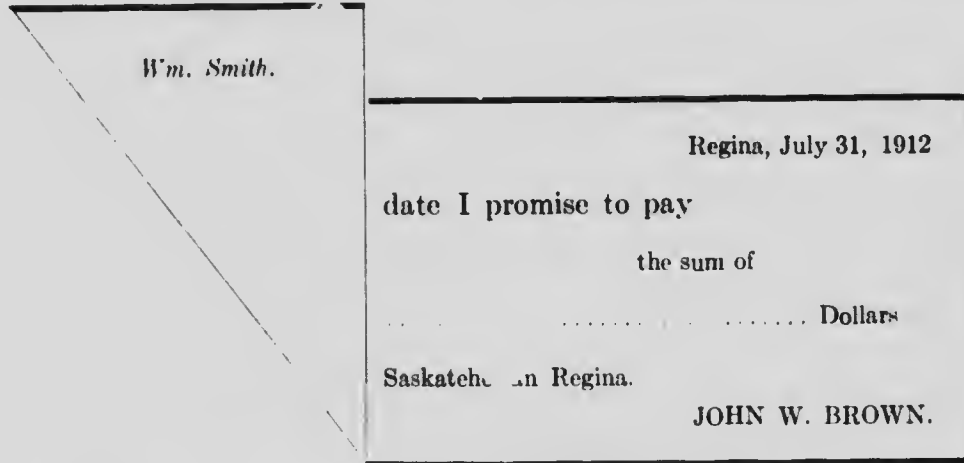 Wm. Smith.
Regina, July 31, 1912
date I promise to pay
the sum of
Dollars
Regina.
JOHN W. BROWN.